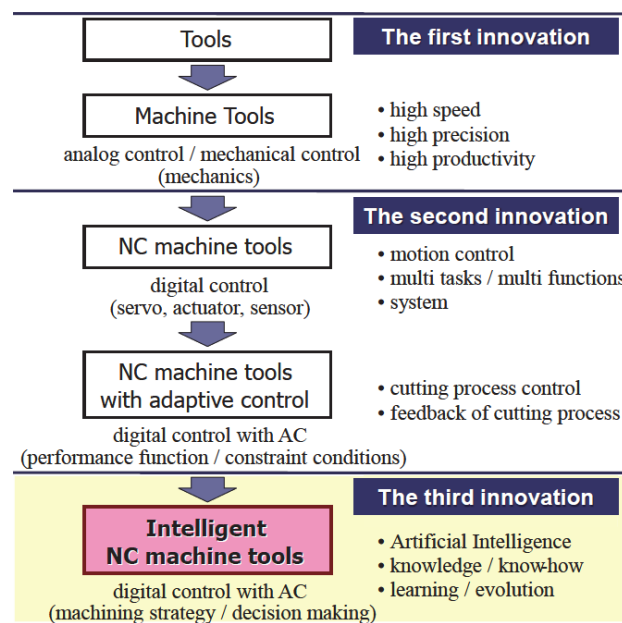 Tools
The first innovation
Machine Tools
analog control / mechanical control
(mechanics)
• high speed
• high precision
• high productivity
The second innovation
NC machine tools
digital control
(servo, actuator, sensor)
• motion control
• multi tasks / multi functions
• system
NC machine tools
with adaptive control
digital control with AC
(performance function / constraint conditions)
• cutting process control
• feedback of cutting process
The third innovation
Intelligent
NC machine tools
digital control with AC
(machining strategy / decision making)
• Artificial Intelligence
• knowledge / know-how
• learning / evolution